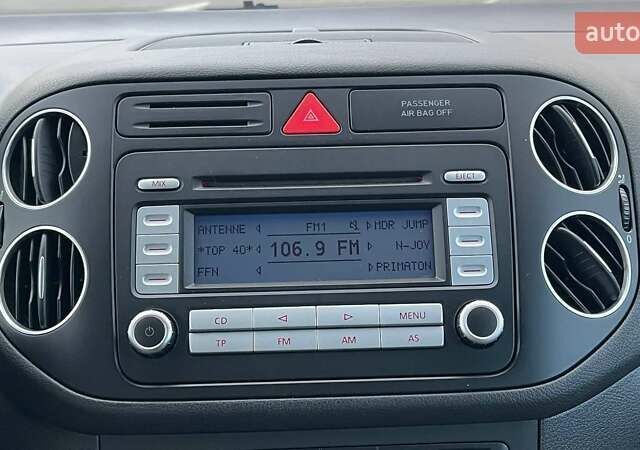 auto
PASSENGER
AIR BAG OFF
MIX
EJECT
ANTENNE
FM1
MDR JUMP
*TOP 40*
106.9 FM
N-JOY
FFN
PRIMATON
CD
MENU
TP
FM
AM
AS